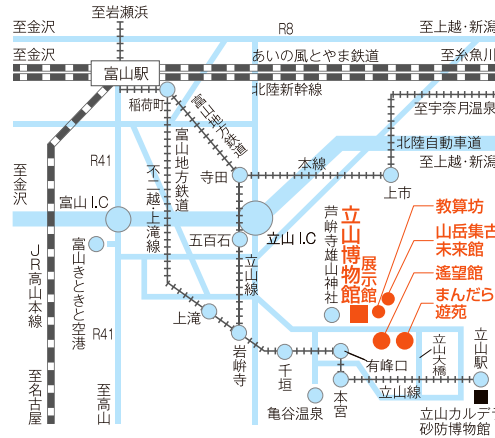 至岩瀬浜
至金沢
R8
至上越・新潟
至金沢
あいの風とやま鉄道
至糸魚川
富山駅
北陸新幹線
稲荷町
富山地方鉄道
至宇奈月温泉
富山地方鉄道
不二越・上滝線
北陸自動車道
至上越・新潟
R41
本線
寺田
上市
至金沢
富山 I.C
立山 I.C
五百石
立山線
富山きときと空港
JR高山本線
芦峅寺雄山神社
立山博物館
展示館
教算坊
山岳集古
未来館
遙望館
まんだら
遊苑
上滝
岩峅寺
R41
千垣
有峰口
立山大橋
立山駅
本宮
立山線
亀谷温泉
至名古屋
至高山
立山カルデラ
砂防博物館